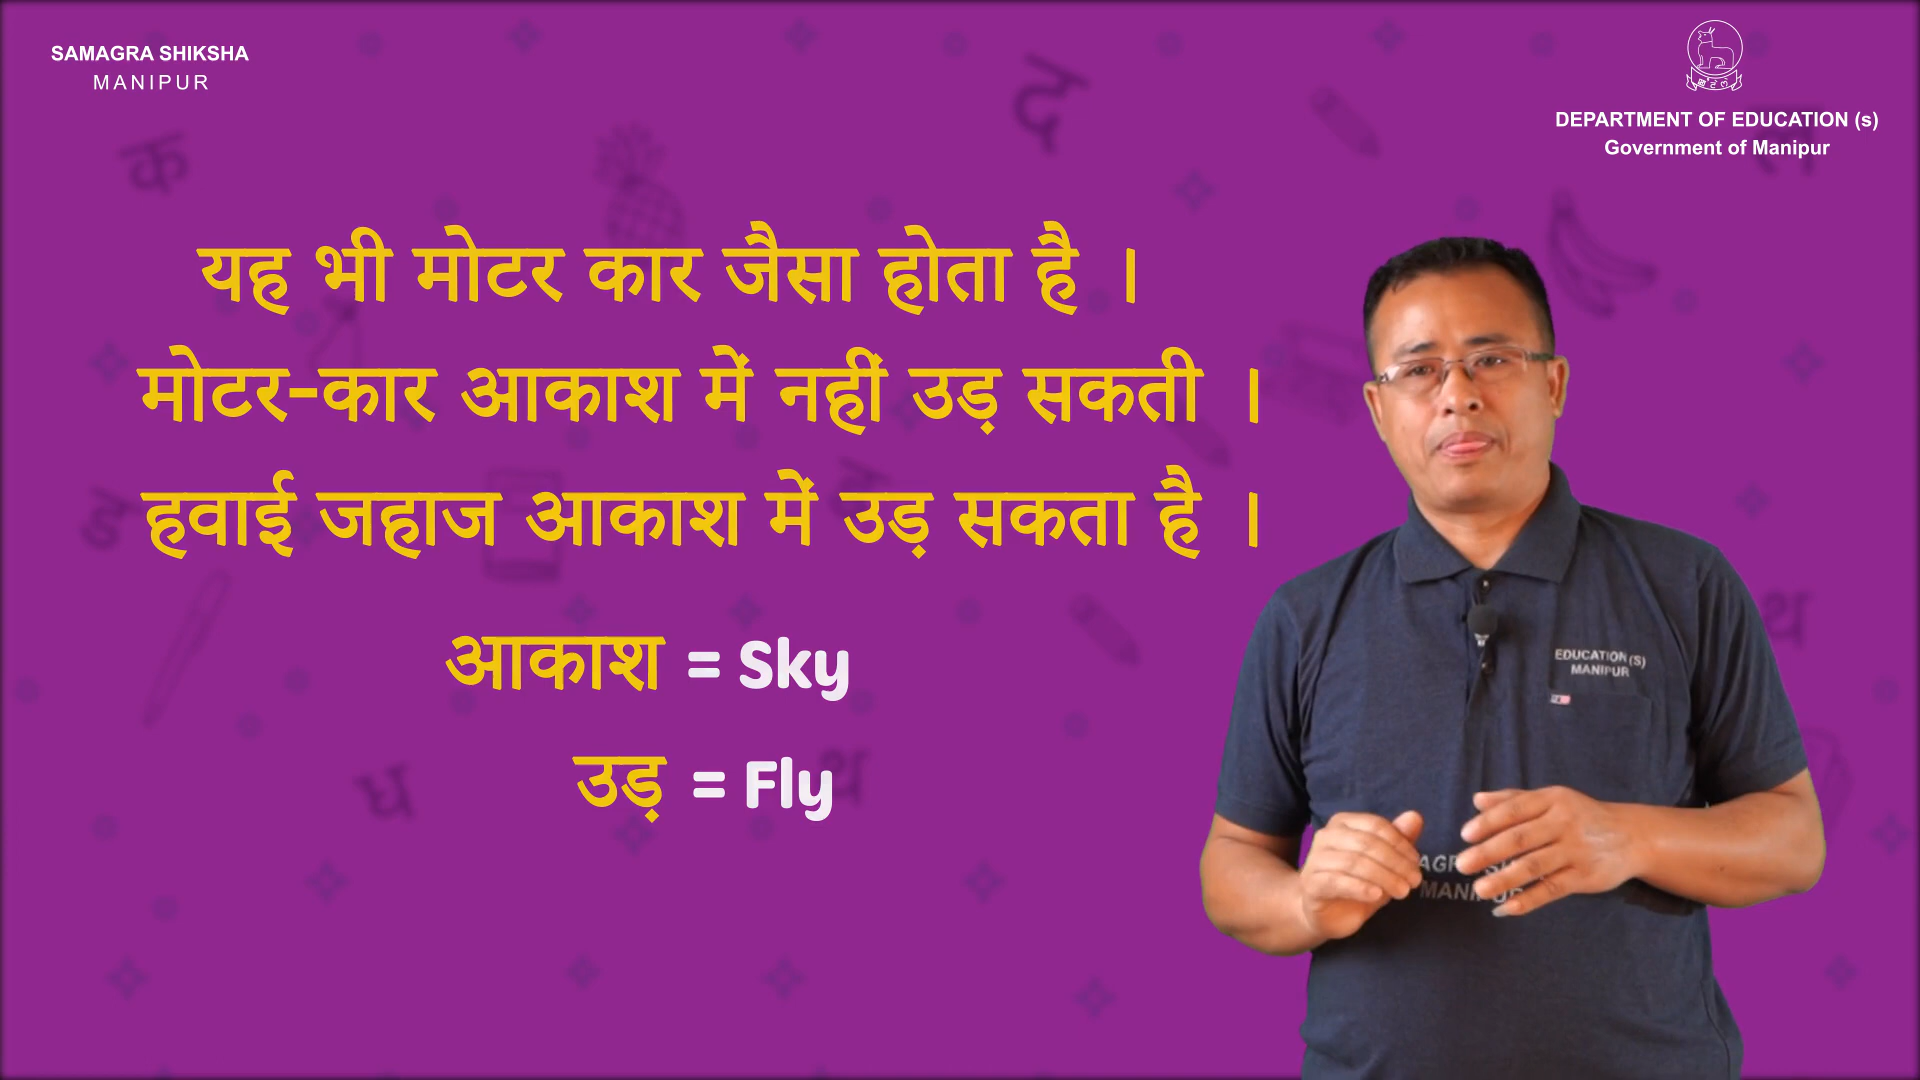 SAMAGRA SHIKSHA
MANIPUR
DEPARTMENT OF EDUCATION (s)
Government of Manipur
यह भी मोटर कार जैसा होता है ।
मोटर-कार आकाश में नहीं उड़ सकती ।
हवाई जहाज आकाश में उड़ सकता है ।
आकाश = Sky
उड़ = Fly
EDUCATION (S)
MANIPUR